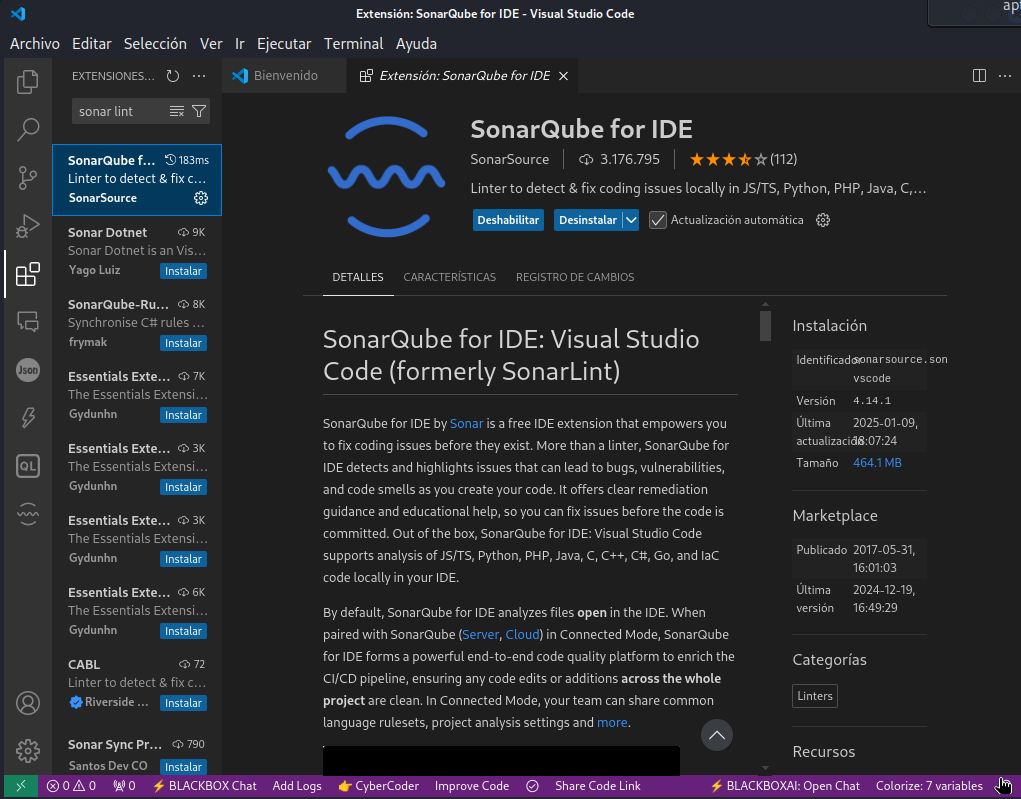 Extensión: SonarQube for IDE - Visual Studio Code
Archivo Editar Selección Ver Ir Ejecutar Terminal Ayuda
EXTENSIONES...
sonar lint
SonarQube f... 183ms
Linter to detect & fix c...
SonarSource
Sonar Dotnet 9K
Sonar Dotnet is an Vis...
Yago Luiz Instalar
SonarQube-Ru... 8K
Synchronise C# rules ...
frymak Instalar
Essentials Exte... 7K
The Essentials Extensi...
Gydunhn Instalar
Essentials Exte... 3K
The Essentials Extensi...
Gydunhn Instalar
Essentials Exte... 3K
The Essentials Extensi...
Gydunhn Instalar
Essentials Exte... 6K
The Essentials Extensi...
Gydunhn Instalar
CABL 72
Linter to detect & fix c...
Riverside ... Instalar
Sonar Sync Pr... 790
Santos Dev CO Instalar
Json
QL
Bienvenido
Extensión: SonarQube for IDE
SonarQube for IDE
SonarSource 3.176.795 (112)
Linter to detect & fix coding issues locally in JS/TS, Python, PHP, Java, C,...
Deshabilitar Desinstalar Actualización automática
DETALLES CARACTERÍSTICAS REGISTRO DE CAMBIOS
SonarQube for IDE: Visual Studio
Code (formerly SonarLint)
SonarQube for IDE by Sonar is a free IDE extension that empowers you
to fix coding issues before they exist. More than a linter, SonarQube for
IDE detects and highlights issues that can lead to bugs, vulnerabilities,
and code smells as you create your code. It offers clear remediation
guidance and educational help, so you can fix issues before the code is
committed. Out of the box, SonarQube for IDE: Visual Studio Code
supports analysis of JS/TS, Python, PHP, Java, C, C++, C#, Go, and IaC
code locally in your IDE.
By default, SonarQube for IDE analyzes files open in the IDE. When
paired with SonarQube (Server, Cloud) in Connected Mode, SonarQube
for IDE forms a powerful end-to-end code quality platform to enrich the
CI/CD pipeline, ensuring any code edits or additions across the whole
project are clean. In Connected Mode, your team can share common
language rulesets, project analysis settings and more.
Instalación
Identificador sonarsource.son
vscode
Versión 4.14.1
Última 2025-01-09,
actualización 18:07:24
Tamaño 464.1 MB
Marketplace
Publicado 2017-05-31,
16:01:03
Última 2024-12-19,
versión 16:49:29
Categorías
Linters
Recursos
0 0 0 BLACKBOX Chat Add Logs CyberCoder Improve Code Share Code Link BLACKBOXAI: Open Chat Colorize: 7 variables